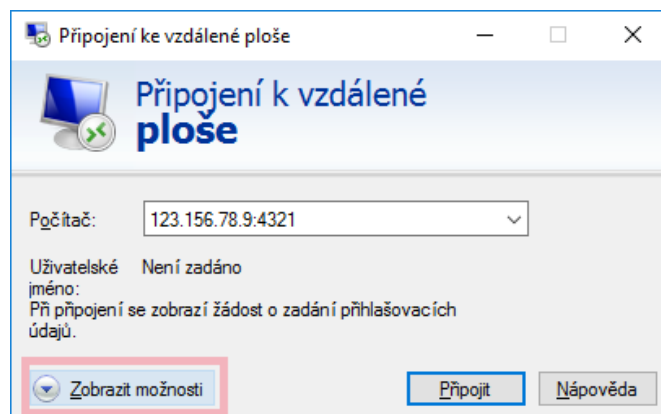 Připojení ke vzdálené ploše
Připojení k vzdálené
ploše
Počítač: 123.156.78.9:4321
Uživatelské Není zadáno
jméno:
Při připojení se zobrazí žádost o zadání přihlašovacích
údajů.
Zobrazit možnosti Připojit Nápověda